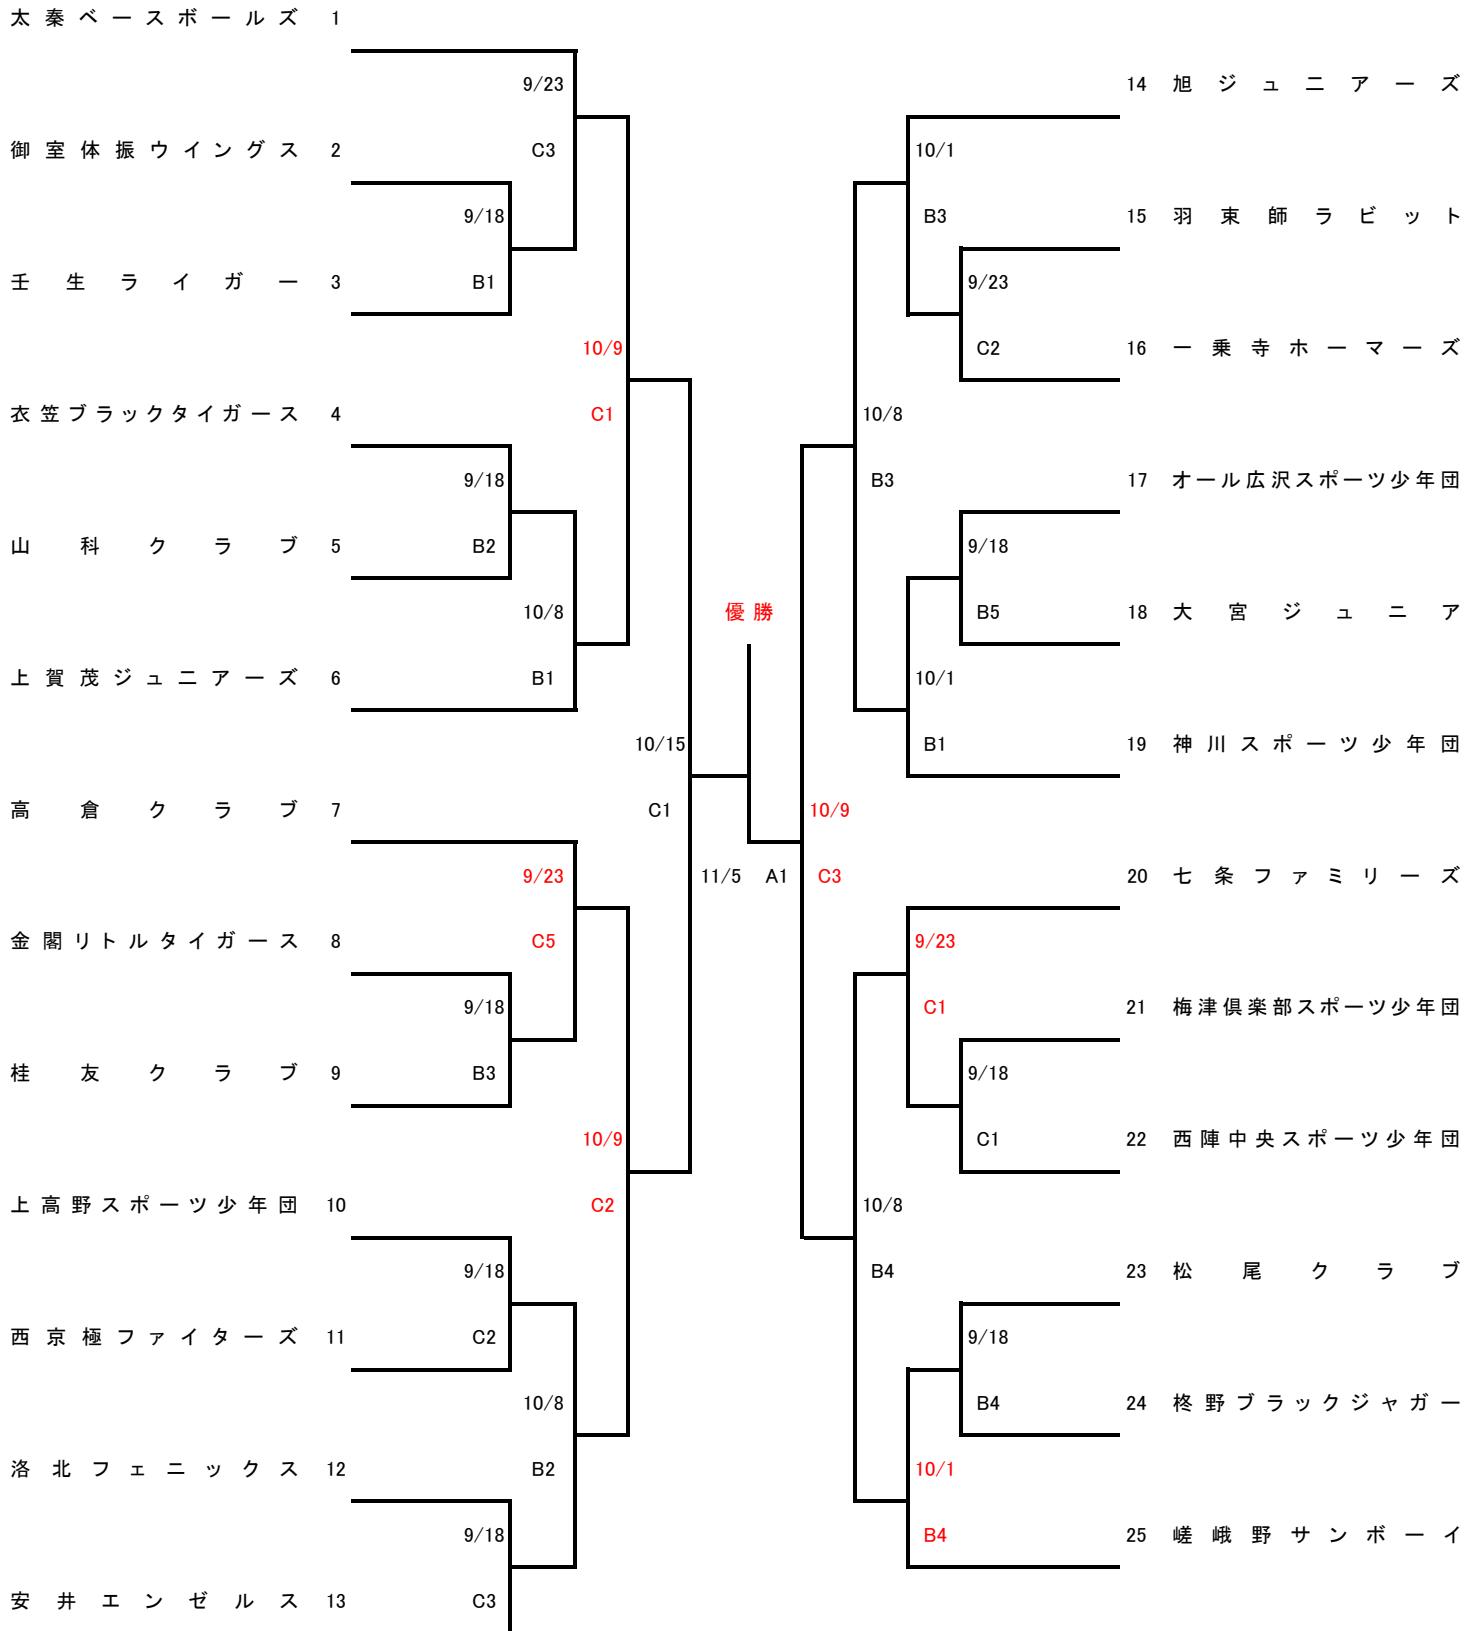 太秦ベースボールズ 1
9/23
14 旭ジュニアーズ
御室体振ウイングス 2
C3
10/1
9/18
B3
15 羽束師ラビット
壬生ライガー 3
B1
9/23
10/9
C2
16 一乗寺ホーマーズ
衣笠ブラックタイガース 4
C1
10/8
9/18
B3
17 オール広沢スポーツ少年団
山科クラブ 5
B2
9/18
10/8
優勝
B5
18 大宮ジュニア
上賀茂ジュニアーズ 6
B1
10/1
10/15
B1
19 神川スポーツ少年団
高倉クラブ 7
C1
10/9
9/23
11/5
A1
C3
20 七条ファミリーズ
金閣リトルタイガース 8
C5
9/23
9/18
C1
21 梅津倶楽部スポーツ少年団
桂友クラブ 9
B3
9/18
10/9
C1
22 西陣中央スポーツ少年団
上高野スポーツ少年団 10
C2
10/8
9/18
B4
23 松尾クラブ
西京極ファイターズ 11
C2
9/18
10/8
B4
24 柊野ブラックジャガー
洛北フェニックス 12
B2
10/1
9/18
B4
25 嵯峨野サンボーイ
安井エンゼルス 13
C3